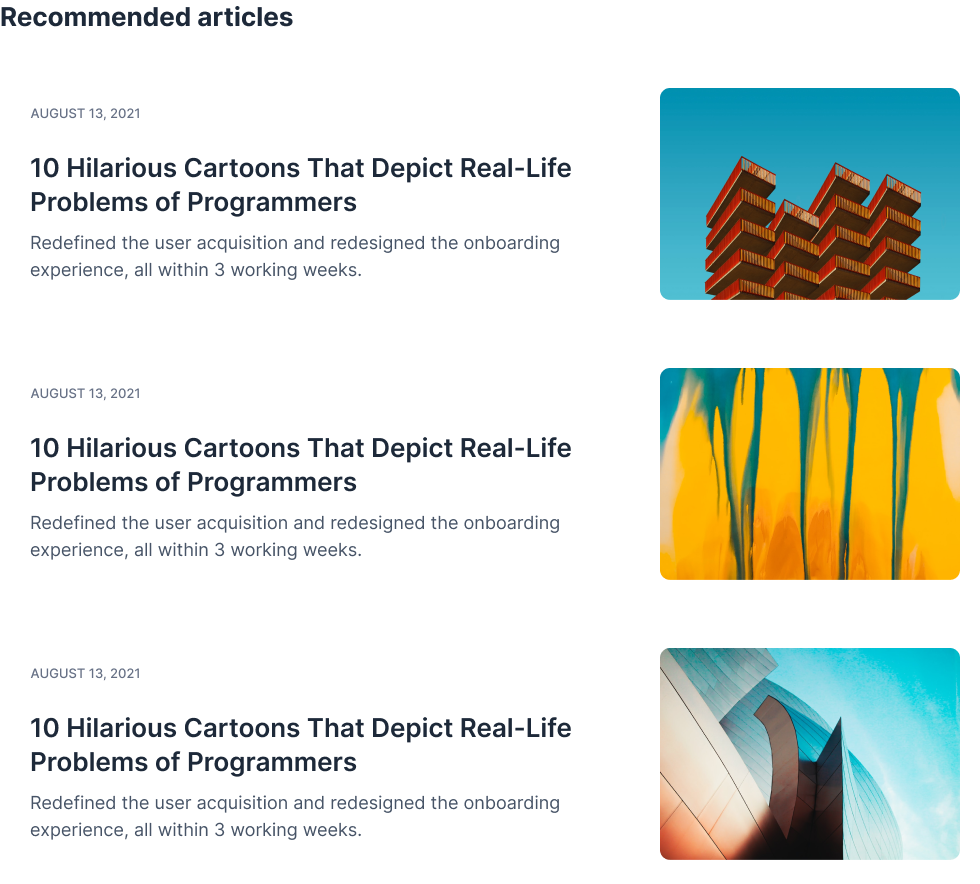 Recommended articles
AUGUST 13, 2021
10 Hilarious Cartoons That Depict Real-Life
Problems of Programmers
Redefined the user acquisition and redesigned the onboarding
experience, all within 3 working weeks.
AUGUST 13, 2021
10 Hilarious Cartoons That Depict Real-Life
Problems of Programmers
Redefined the user acquisition and redesigned the onboarding
experience, all within 3 working weeks.
AUGUST 13, 2021
10 Hilarious Cartoons That Depict Real-Life
Problems of Programmers
Redefined the user acquisition and redesigned the onboarding
experience, all within 3 working weeks.